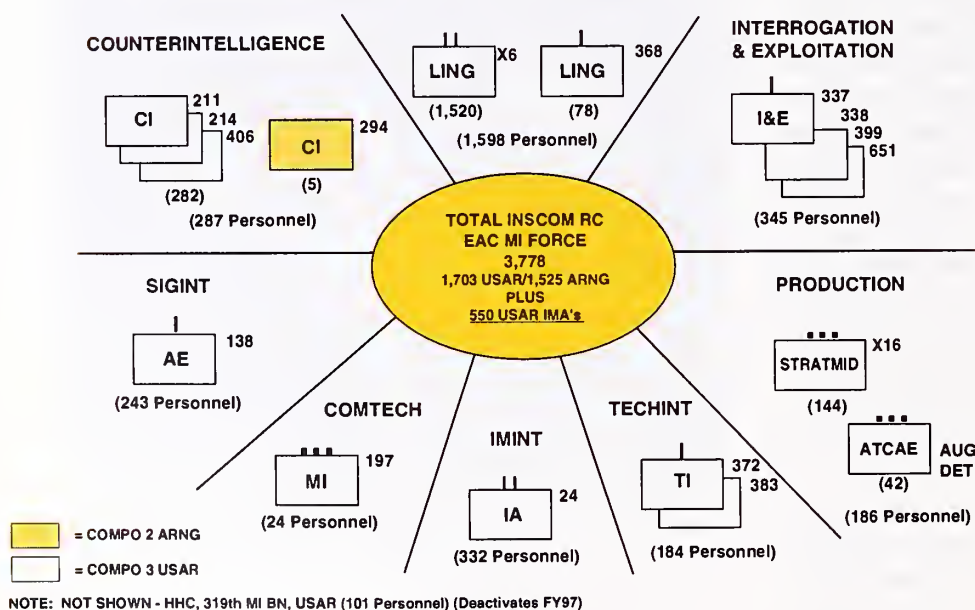 COUNTERINTELLIGENCE
CI
211
214
406
(282)
CI
294
(5)
(287 Personnel)
LING
X6
(1,520)
LING
368
(78)
(1,598 Personnel)
INTERROGATION
& EXPLOITATION
I&E
337
338
399
651
(345 Personnel)
TOTAL INSCOM RC
EAC MI FORCE
3,778
1,703 USAR/1,525 ARNG
PLUS
550 USAR IMA's
SIGINT
AE
138
(243 Personnel)
COMTECH
MI
197
(24 Personnel)
IMINT
IA
24
(332 Personnel)
TECHINT
TI
372
383
(184 Personnel)
PRODUCTION
STRATMID
X16
(144)
ATCAE
AUG
DET
(42)
(186 Personnel)
= COMPO 2 ARNG
= COMPO 3 USAR
NOTE: NOT SHOWN - HHC, 319th MI BN, USAR (101 Personnel) (Deactivates FY97)